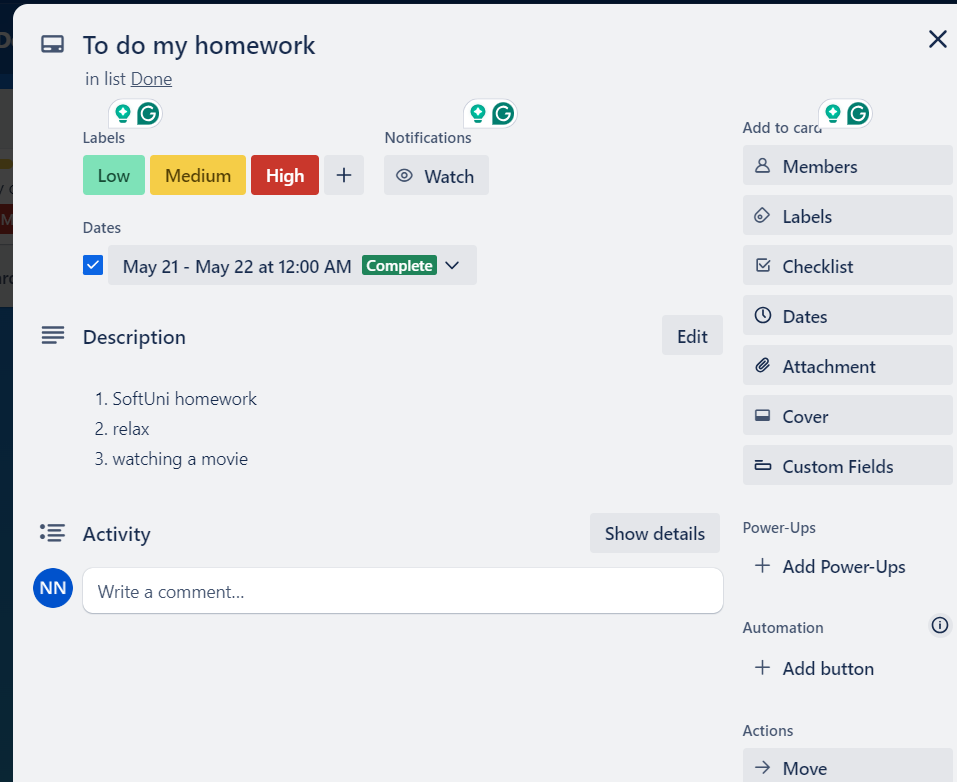 To do my homework
in list Done
Labels
Low Medium High
Notifications
Watch
Dates
May 21 - May 22 at 12:00 AM Complete
Description
Edit
1. SoftUni homework
2. relax
3. watching a movie
Activity
Show details
NN
Write a comment…
Add to card
Members
Labels
Checklist
Dates
Attachment
Cover
Custom Fields
Power-Ups
+ Add Power-Ups
Automation
+ Add button
Actions
→ Move